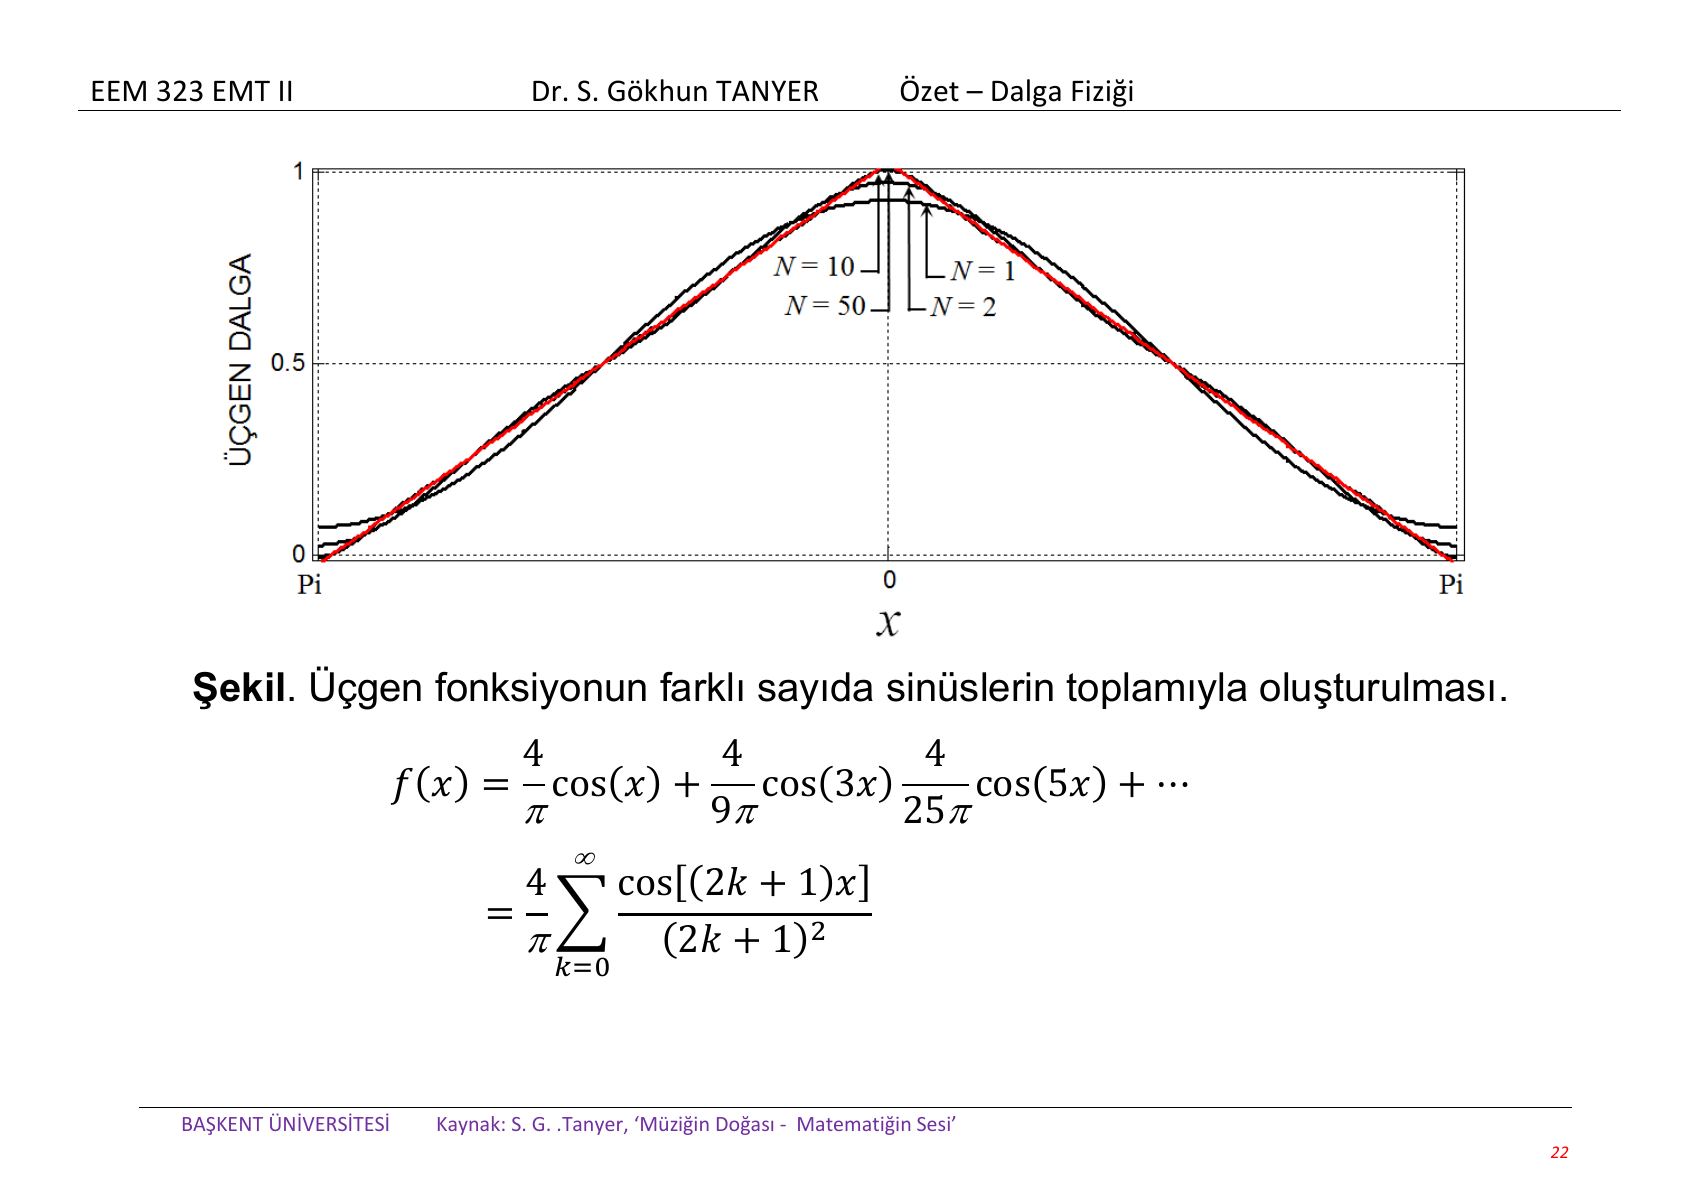 EEM 323 EMT II Dr. S. Gökhun TANYER Özet – Dalga Fiziği
1
ÜÇGEN DALGA
N = 10
N = 1
N = 50
N = 2
0.5
0
Pi
0
Pi
x
Şekil. Üçgen fonksiyonun farklı sayıda sinüslerin toplamıyla oluşturulması.
f(x) = 4/π cos(x) + 4/9π cos(3x) 4/25π cos(5x) + ⋯
= 4/π ∑_{k=0}^{∞} cos[(2k + 1)x]/(2k + 1)²
BAŞKENT ÜNİVERSİTESİ Kaynak: S. G. .Tanyer, ‘Müziğin Doğası - Matematiğin Sesi’
22